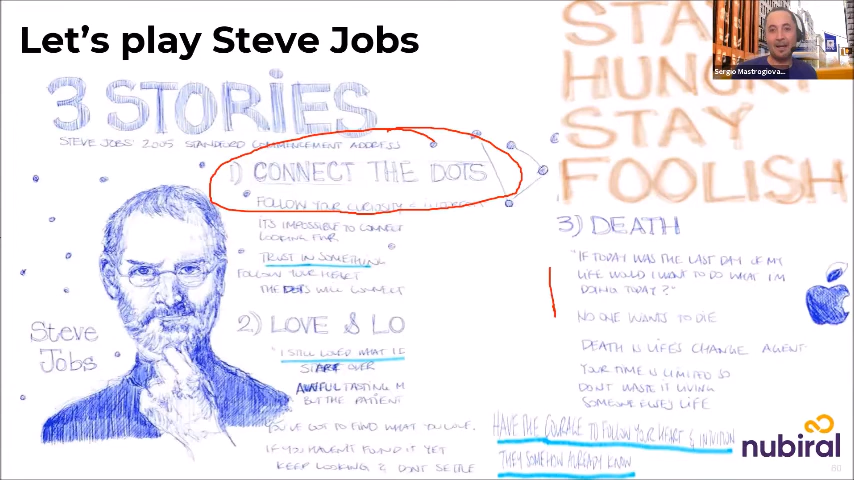 Let's play Steve Jobs
3 STORIES
STEVE JOBS' 2005 STANFORD COMMENCEMENT ADDRESS
1) CONNECT THE DOTS
FOLLOW YOUR CURIOSITY &
IT'S IMPOSSIBLE TO CONNECT
LOOKING FWR
TRUST IN SOMETHING
FOLLOW YOUR HEART
THE DOTS WILL CONNECT
Steve
Jobs
2) LOVE & LO
"I STILL LOVED WHAT I
START OVER
AWFUL TASTING M
BUT THE PATIENT
YOU'VE GOT TO FIND WHAT YOU LOVE.
IF YOU HAVEN'T FOUND IT YET
KEEP LOOKING & DON'T SETTLE
STAY
HUNGRY
STAY
FOOLISH
Sergio Mastrogiova...
3) DEATH
"IF TODAY WAS THE LAST DAY OF MY
LIFE WOULD I WANT TO DO WHAT I'M
DOING TODAY?"
NO ONE WANTS TO DIE
DEATH IS LIFE'S CHANGE AGENT
YOUR TIME IS LIMITED SO
DON'T WASTE IT LIVING
SOMEONE ELSE'S LIFE
HAVE THE COURAGE TO FOLLOW YOUR HEART & INTUITION
THEY SOMEHOW ALREADY KNOW
nubiral
60